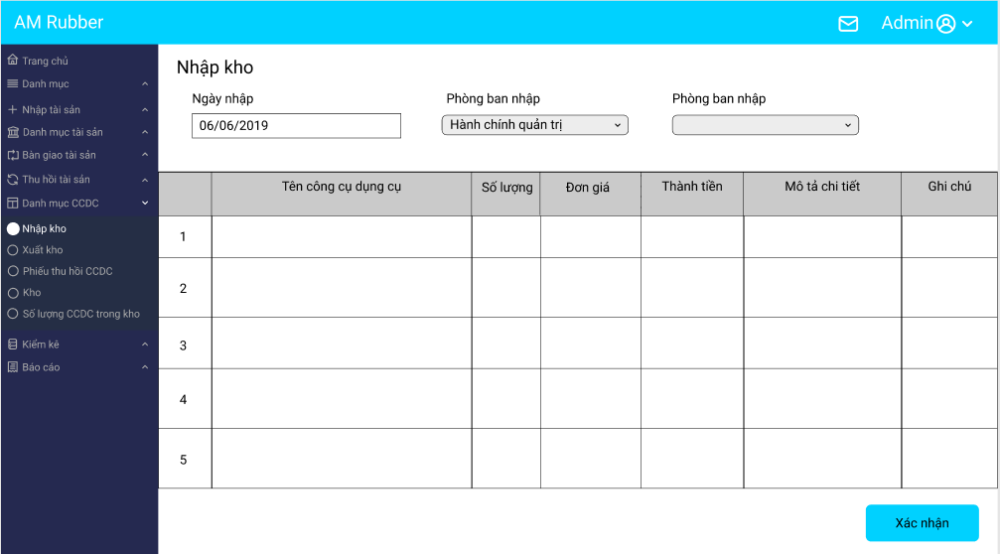 AM Rubber
Admin
Trang chủ
Danh mục
Nhập tài sản
Danh mục tài sản
Bàn giao tài sản
Thu hồi tài sản
Danh mục CCDC
Nhập kho
Xuất kho
Phiếu thu hồi CCDC
Kho
Số lượng CCDC trong kho
Kiểm kê
Báo cáo
Nhập kho
Ngày nhập Phòng ban nhập Phòng ban nhập
06/06/2019 Hành chính quản trị
Tên công cụ dụng cụ Số lượng Đơn giá Thành tiền Mô tả chi tiết Ghi chú
1
2
3
4
5
Xác nhận